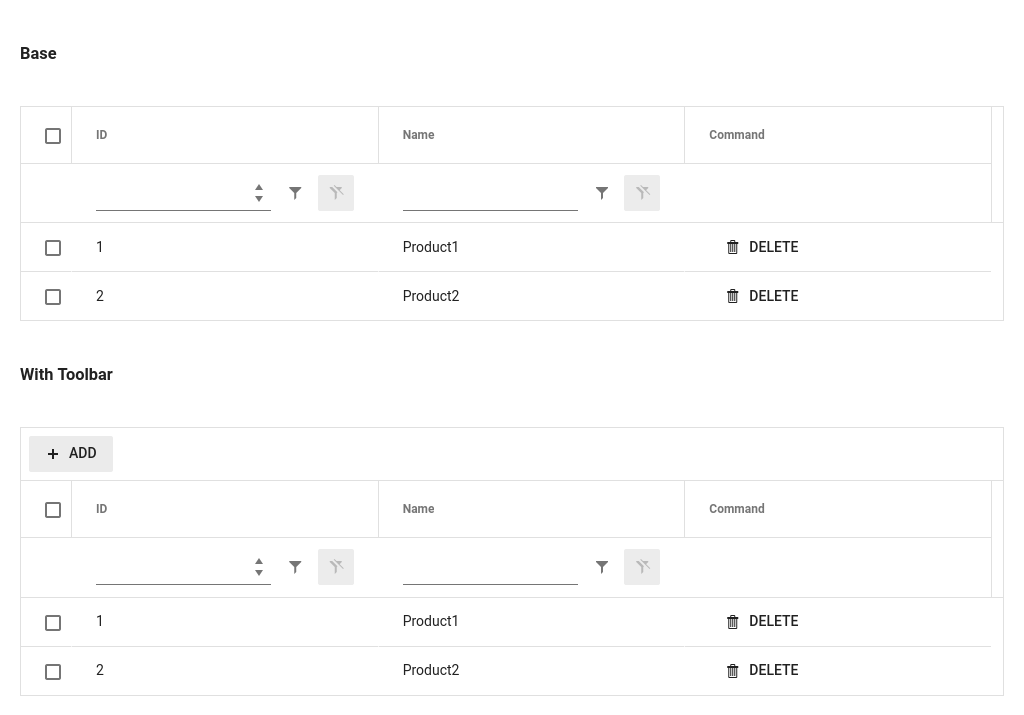 Base
ID Name Command
1 Product1 DELETE
2 Product2 DELETE
With Toolbar
ADD
ID Name Command
1 Product1 DELETE
2 Product2 DELETE